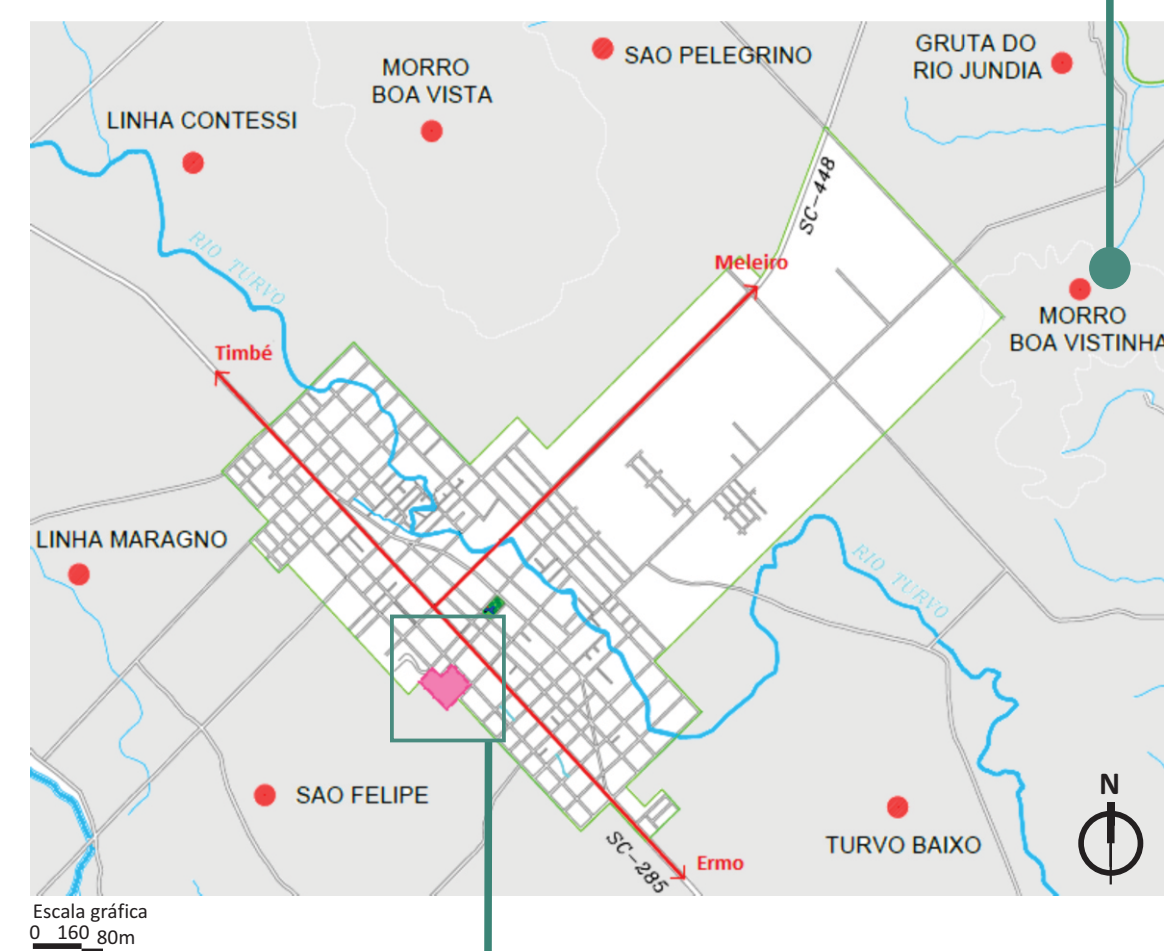 SAO PELEGRINO
GRUTA DO
RIO JUNDIA
MORRO
BOA VISTA
LINHA CONTESSI
SC-448
RIO TURVO
Meleiro
MORRO
BOA VISTINHA
Timbé
LINHA MARAGNO
RIO TURVO
SAO FELIPE
N
TURVO BAIXO
SC-285
Ermo
Escala gráfica
0 160 80m